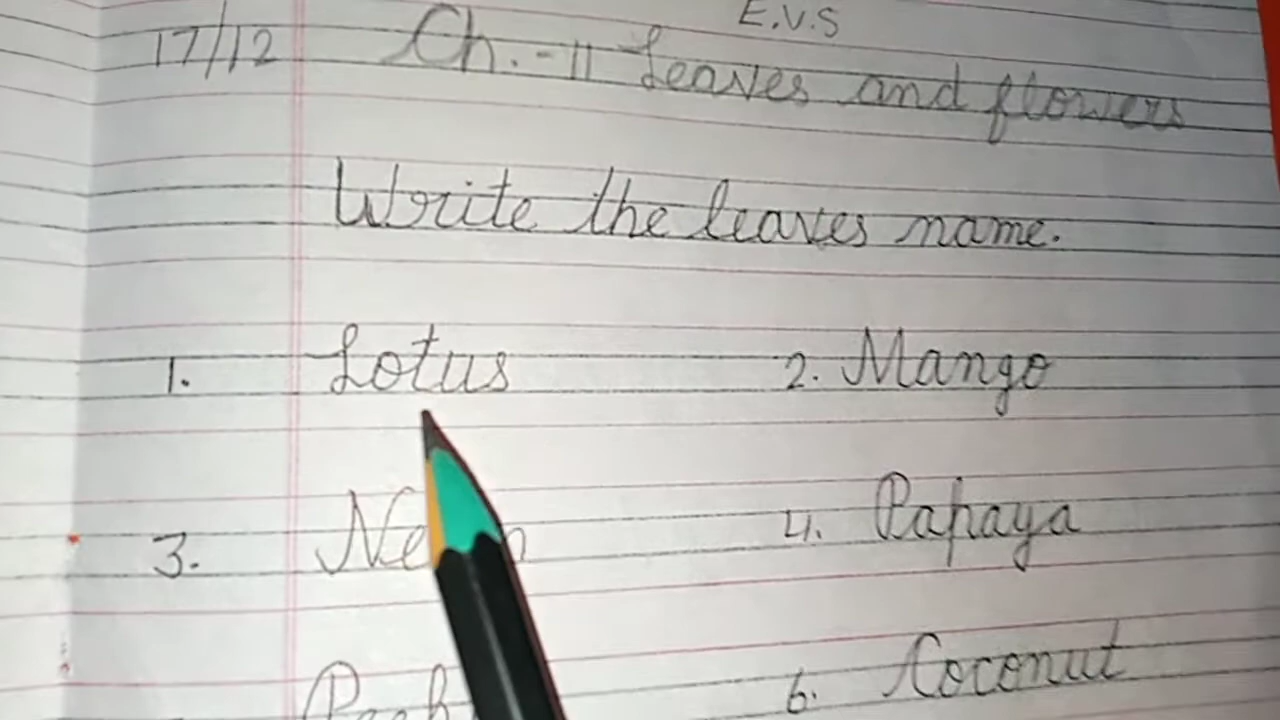 E.V.S
17/12 Ch.-11 Leaves and flowers
Write the leaves name.
1. Lotus 2. Mango
3. 4. Papaya
6. Coconut